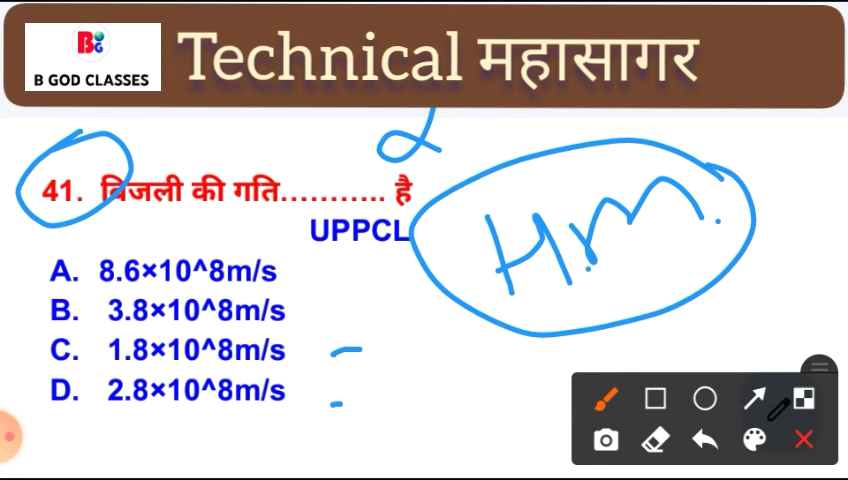 BG
B GOD CLASSES
Technical महासागर
41. बिजली की गति........... है
UPPCL
H.m.
A. 8.6×10^8m/s
B. 3.8×10^8m/s
C. 1.8×10^8m/s
D. 2.8×10^8m/s